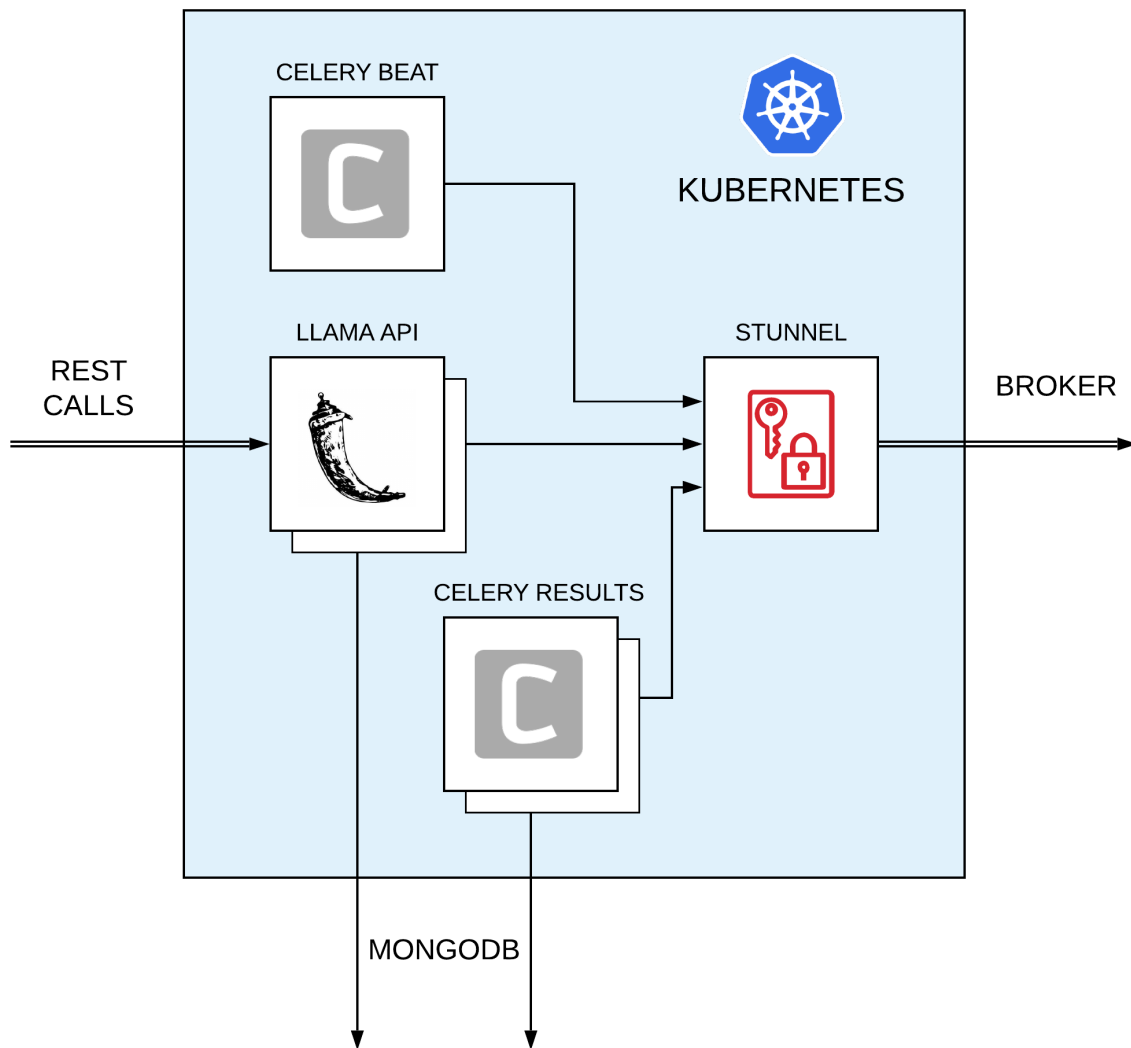 CELERY BEAT
KUBERNETES
LLAMA API
STUNNEL
REST
CALLS
BROKER
CELERY RESULTS
MONGODB